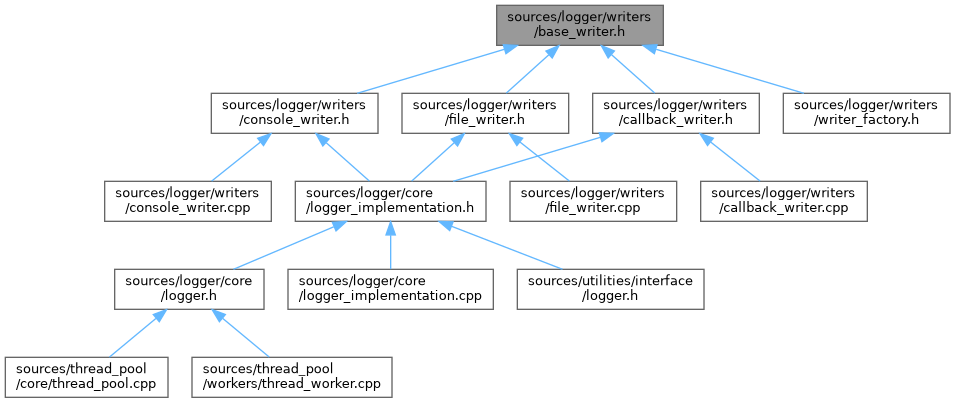 sources/logger/writers
/base_writer.h
sources/logger/writers
/console_writer.h
sources/logger/writers
/file_writer.h
sources/logger/writers
/callback_writer.h
sources/logger/writers
/writer_factory.h
sources/logger/writers
/console_writer.cpp
sources/logger/core
/logger_implementation.h
sources/logger/writers
/file_writer.cpp
sources/logger/writers
/callback_writer.cpp
sources/logger/core
/logger.h
sources/logger/core
/logger_implementation.cpp
sources/utilities/interface
/logger.h
sources/thread_pool
/core/thread_pool.cpp
sources/thread_pool
/workers/thread_worker.cpp